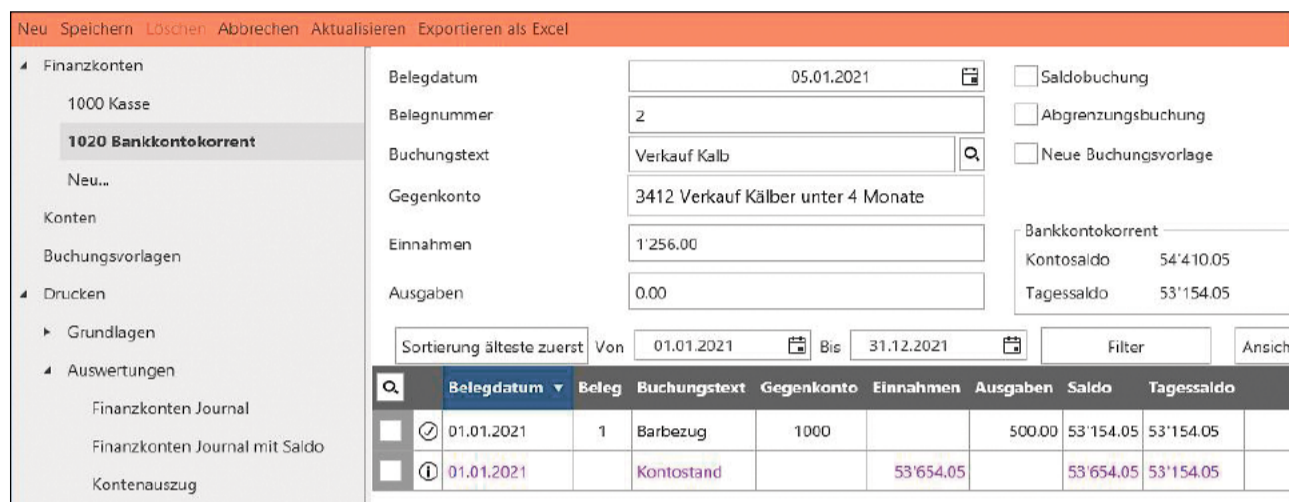 Neu Speichern Löschen Abbrechen Aktualisieren Exportieren als Excel
Finanzkonten
1000 Kasse
1020 Bankkontokorrent
Neu...
Konten
Buchungsvorlagen
Drucken
Grundlagen
Auswertungen
Finanzkonten Journal
Finanzkonten Journal mit Saldo
Kontenauszug
Belegdatum 05.01.2021
Belegnummer 2
Buchungstext Verkauf Kalb
Gegenkonto 3412 Verkauf Kälber unter 4 Monate
Einnahmen 1'256.00
Ausgaben 0.00
Saldobuchung
Abgrenzungsbuchung
Neue Buchungsvorlage
Bankkontokorrent
Kontosaldo 54'410.05
Tagessaldo 53'154.05
Sortierung älteste zuerst Von 01.01.2021 Bis 31.12.2021 Filter Ansich
Belegdatum Beleg Buchungstext Gegenkonto Einnahmen Ausgaben Saldo Tagessaldo
01.01.2021 1 Barbezug 1000 500.00 53'154.05 53'154.05
01.01.2021 Kontostand 53'654.05 53'654.05 53'154.05